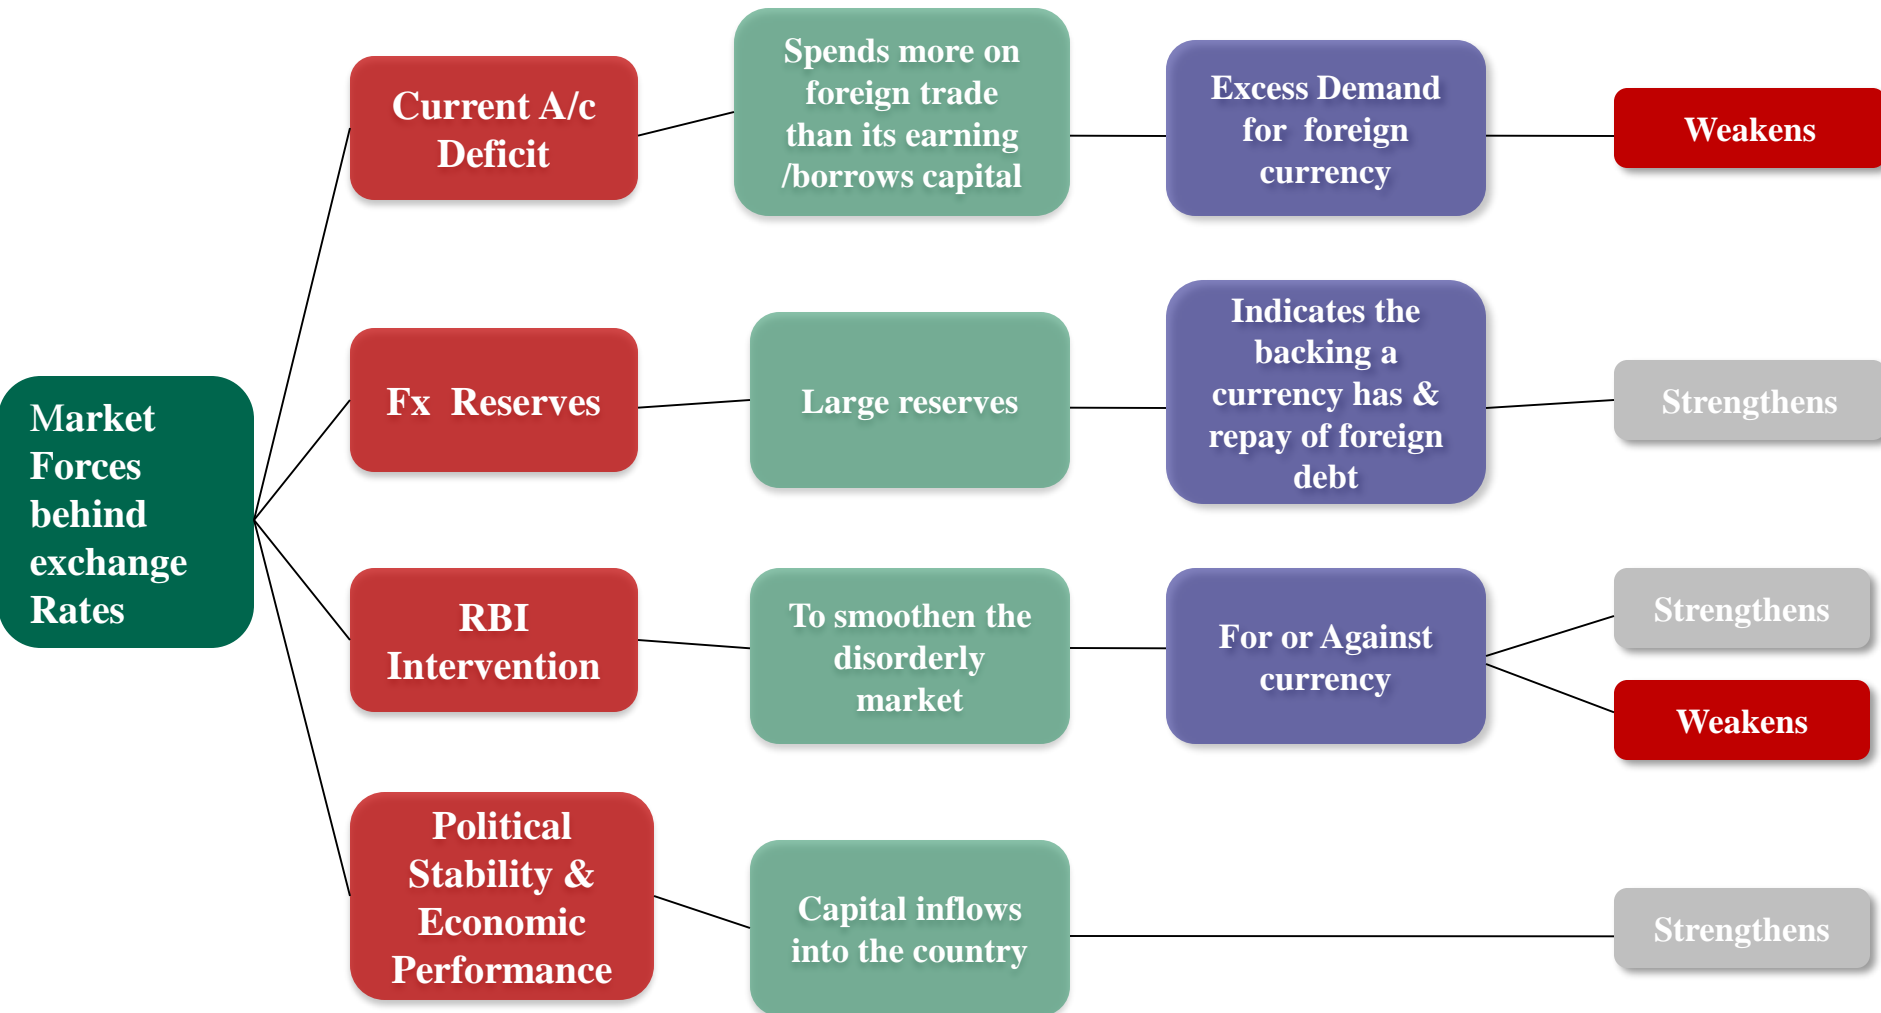 Market
Forces
behind
exchange
Rates
Current A/c
Deficit
Spends more on
foreign trade
than its earning
/borrows capital
Excess Demand
for foreign
currency
Weakens
Fx Reserves
Large reserves
Indicates the
backing a
currency has &
repay of foreign
debt
Strengthens
RBI
Intervention
To smoothen the
disorderly
market
For or Against
currency
Strengthens
Weakens
Political
Stability &
Economic
Performance
Capital inflows
into the country
Strengthens